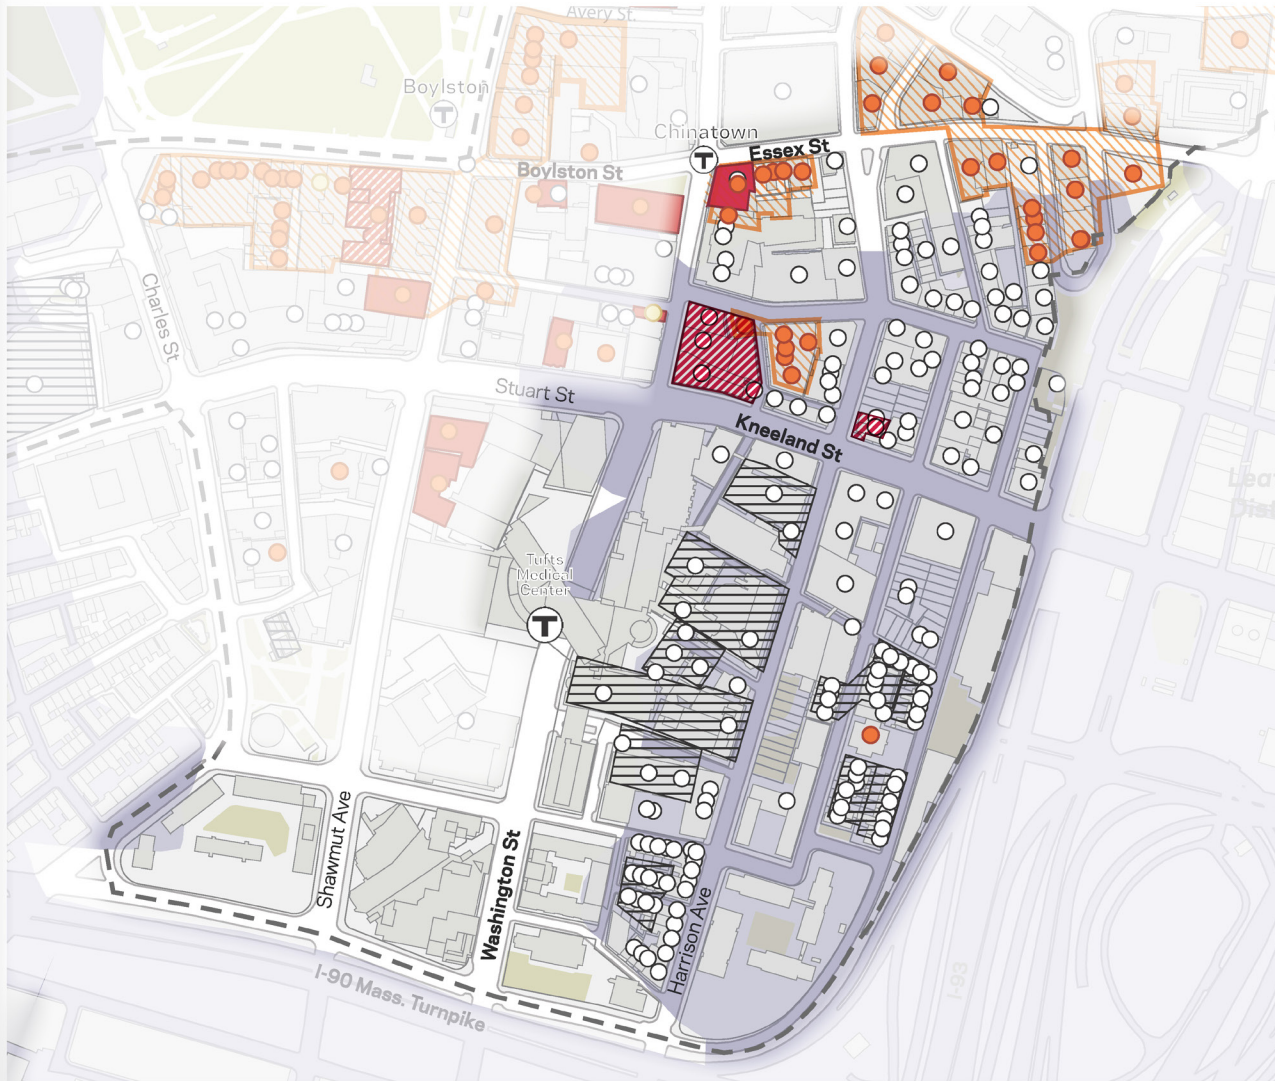 Avery St.
Boylston
T
Chinatown
T
Essex St
Boylston St
Charles St
Stuart St
Kneeland St
Tufts
Medical
Center
T
Shawmut Ave
Washington St
Harrison Ave
I-90 Mass. Turnpike
I-93